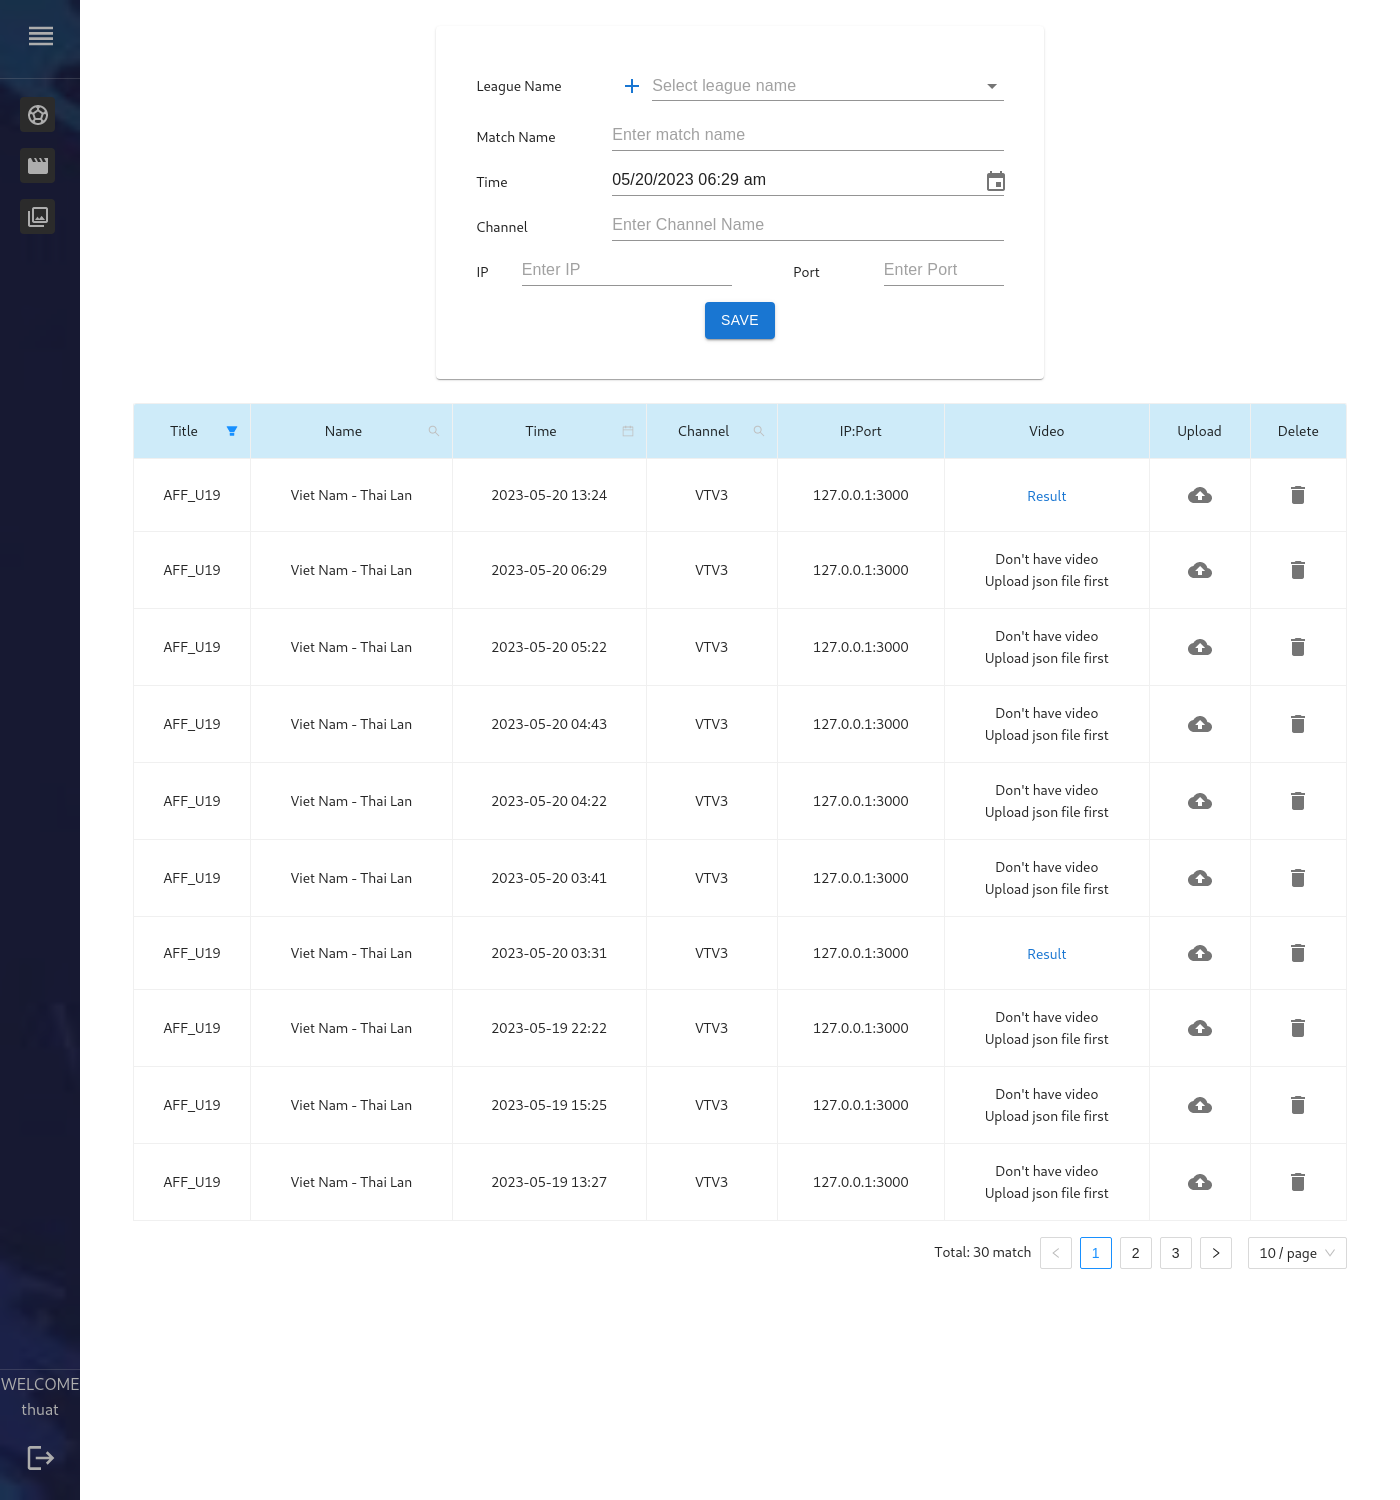 League Name Select league name
Match Name Enter match name
Time 05/20/2023 06:29 am
Channel Enter Channel Name
IP Enter IP Port Enter Port
SAVE
Title Name Time Channel IP:Port Video Upload Delete
AFF_U19 Viet Nam - Thai Lan 2023-05-20 13:24 VTV3 127.0.0.1:3000 Result
AFF_U19 Viet Nam - Thai Lan 2023-05-20 06:29 VTV3 127.0.0.1:3000 Don't have video
Upload json file first
AFF_U19 Viet Nam - Thai Lan 2023-05-20 05:22 VTV3 127.0.0.1:3000 Don't have video
Upload json file first
AFF_U19 Viet Nam - Thai Lan 2023-05-20 04:43 VTV3 127.0.0.1:3000 Don't have video
Upload json file first
AFF_U19 Viet Nam - Thai Lan 2023-05-20 04:22 VTV3 127.0.0.1:3000 Don't have video
Upload json file first
AFF_U19 Viet Nam - Thai Lan 2023-05-20 03:41 VTV3 127.0.0.1:3000 Don't have video
Upload json file first
AFF_U19 Viet Nam - Thai Lan 2023-05-20 03:31 VTV3 127.0.0.1:3000 Result
AFF_U19 Viet Nam - Thai Lan 2023-05-19 22:22 VTV3 127.0.0.1:3000 Don't have video
Upload json file first
AFF_U19 Viet Nam - Thai Lan 2023-05-19 15:25 VTV3 127.0.0.1:3000 Don't have video
Upload json file first
AFF_U19 Viet Nam - Thai Lan 2023-05-19 13:27 VTV3 127.0.0.1:3000 Don't have video
Upload json file first
Total: 30 match 1 2 3 10 / page
WELCOME
thuat